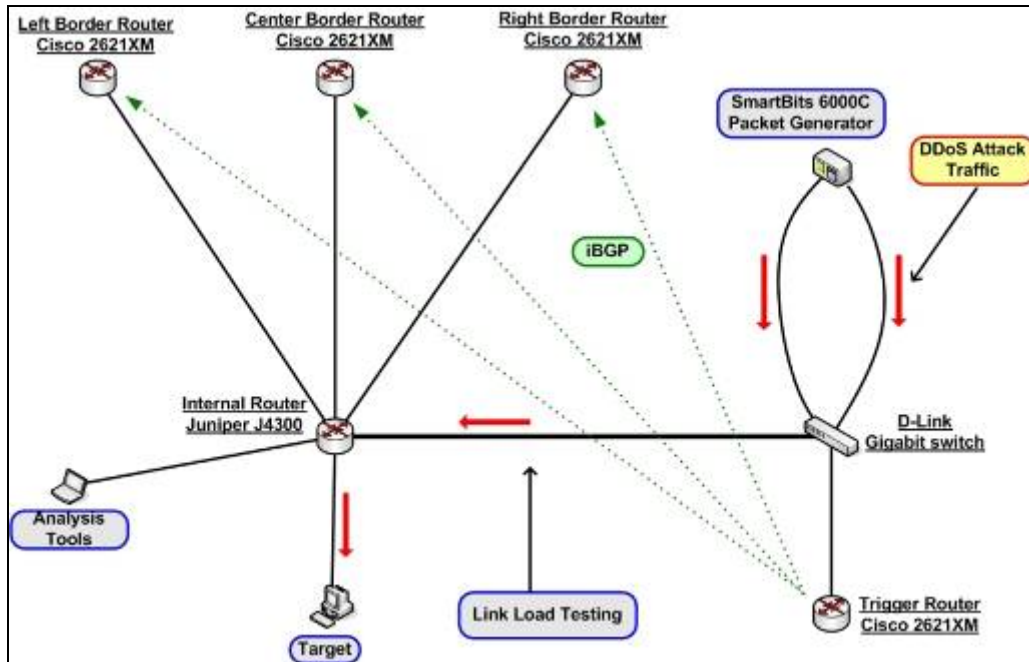 Left Border Router
Cisco 2621XM
Center Border Router
Cisco 2621XM
Right Border Router
Cisco 2621XM
SmartBits 6000C
Packet Generator
DDoS Attack
Traffic
iBGP
Internal Router
Juniper J4300
D-Link
Gigabit switch
Analysis
Tools
Link Load Testing
Target
Trigger Router
Cisco 2621XM